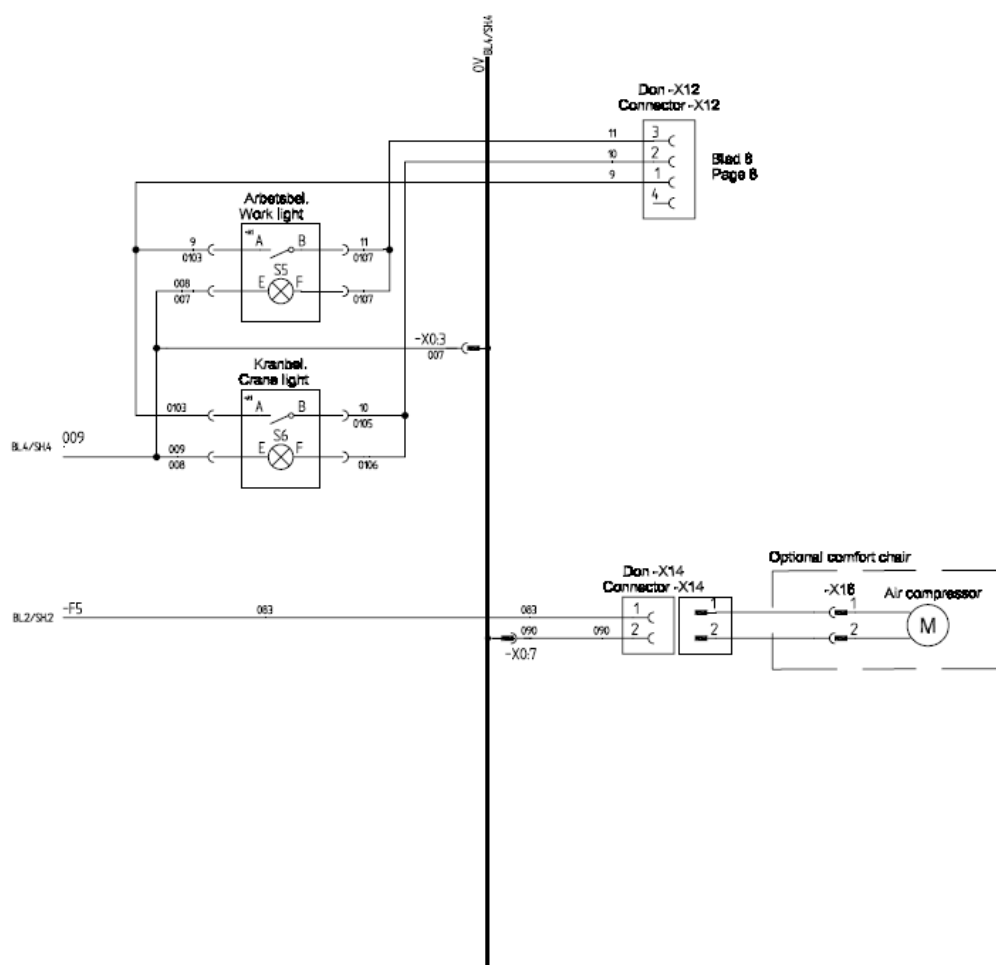 0V BL4/SH4
Don -X12
Connector -X12
11 3
10 2
9 1
4
Blad 8
Page 8
Arbetsbel.
Work light
9 A B 11
0103 0107
S5
008 E F
007 0107
-X0:3
007
Kranbel.
Crane light
0103 A B 10
0105
S6
BL4/SH4 009
009 E F
008 0106
Optional comfort chair
Don -X14
Connector -X14
-X16 Air compressor
BL2/SH2 -F5 083 083 1 1 1
M
090 090 2 2 2
-X0:7